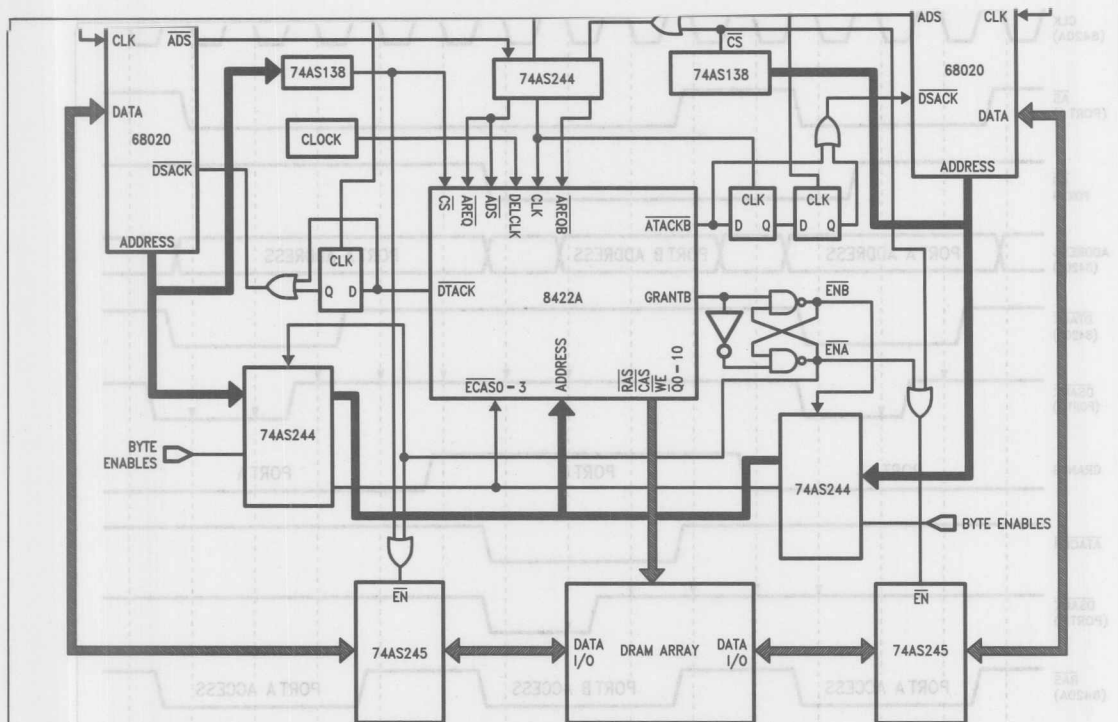 ADS
CLK
CLK
ADS
CS
74AS138
74AS244
74AS138
68020
DSACK
DATA
DATA
68020
CLOCK
DSACK
ADDRESS
CS
AREQ
ADS
DELCLK
CLK
AREQB
CLK
D Q
CLK
D Q
ATACKB
ADDRESS
CLK
Q D
DTACK
8422A
GRANTB
ENB
ENA
ECAS0-3
ADDRESS
RAS
CAS
WE
Q0-10
74AS244
BYTE
ENABLES
74AS244
BYTE ENABLES
EN
74AS245
DATA
I/O
DRAM ARRAY
DATA
I/O
EN
74AS245